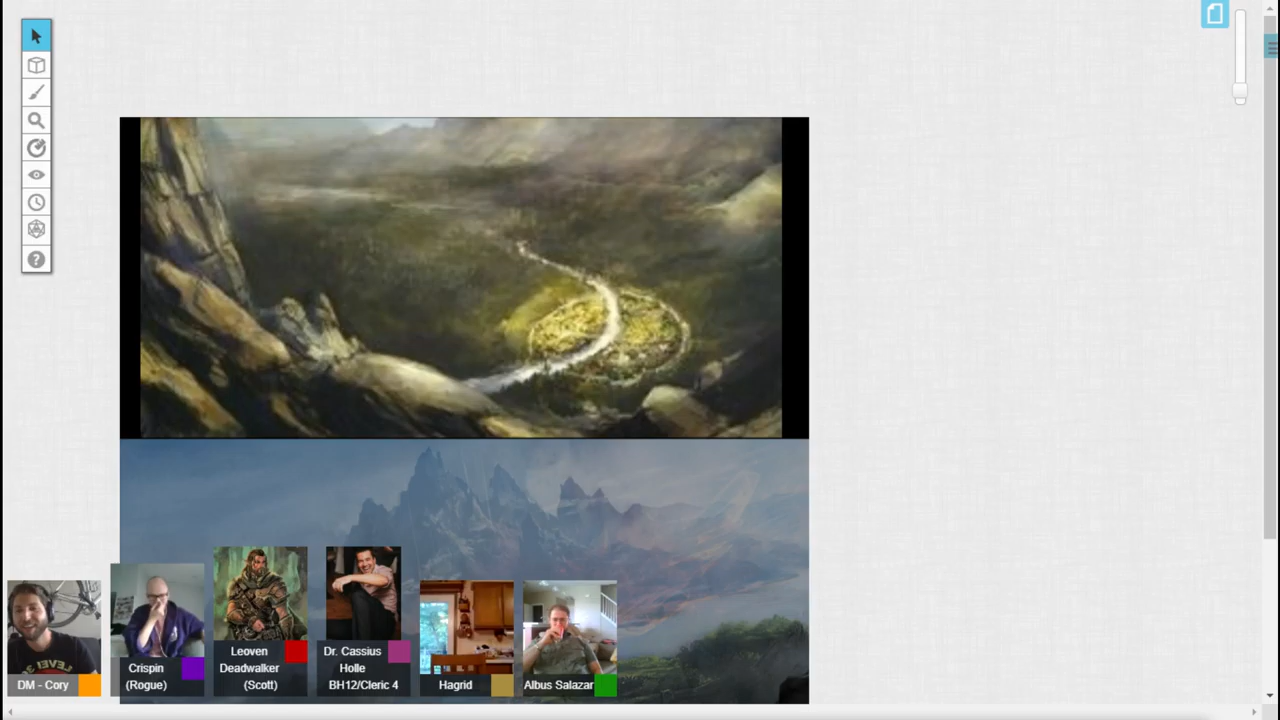 DM - Cory
Crispin
(Rogue)
Leoven
Deadwalker
(Scott)
Dr. Cassius
Holle
BH12/Cleric 4
Hagrid
Albus Salazar
?